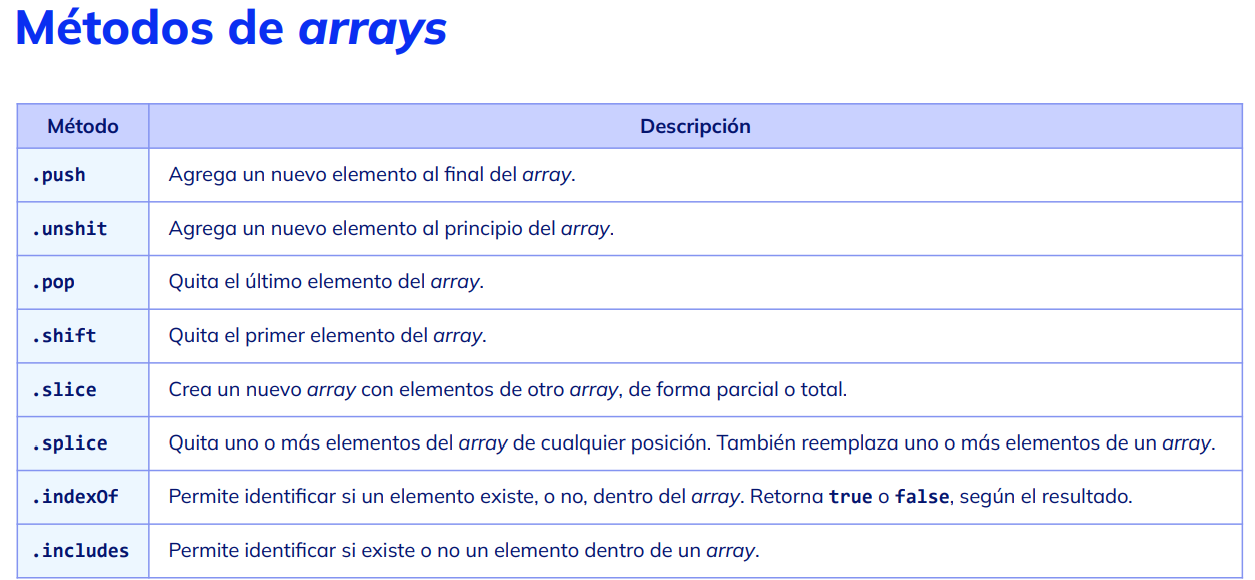 Métodos de arrays
Método
Descripción
.push
Agrega un nuevo elemento al final del array.
.unshit
Agrega un nuevo elemento al principio del array.
.pop
Quita el último elemento del array.
.shift
Quita el primer elemento del array.
.slice
Crea un nuevo array con elementos de otro array, de forma parcial o total.
.splice
Quita uno o más elementos del array de cualquier posición. También reemplaza uno o más elementos de un array.
.indexOf
Permite identificar si un elemento existe, o no, dentro del array. Retorna true o false, según el resultado.
.includes
Permite identificar si existe o no un elemento dentro de un array.